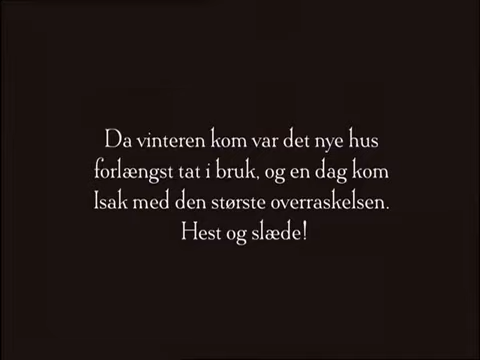 Da vinteren kom var det nye hus
forlængst tat i bruk, og en dag kom
Isak med den største overraskelsen.
Hest og slæde!